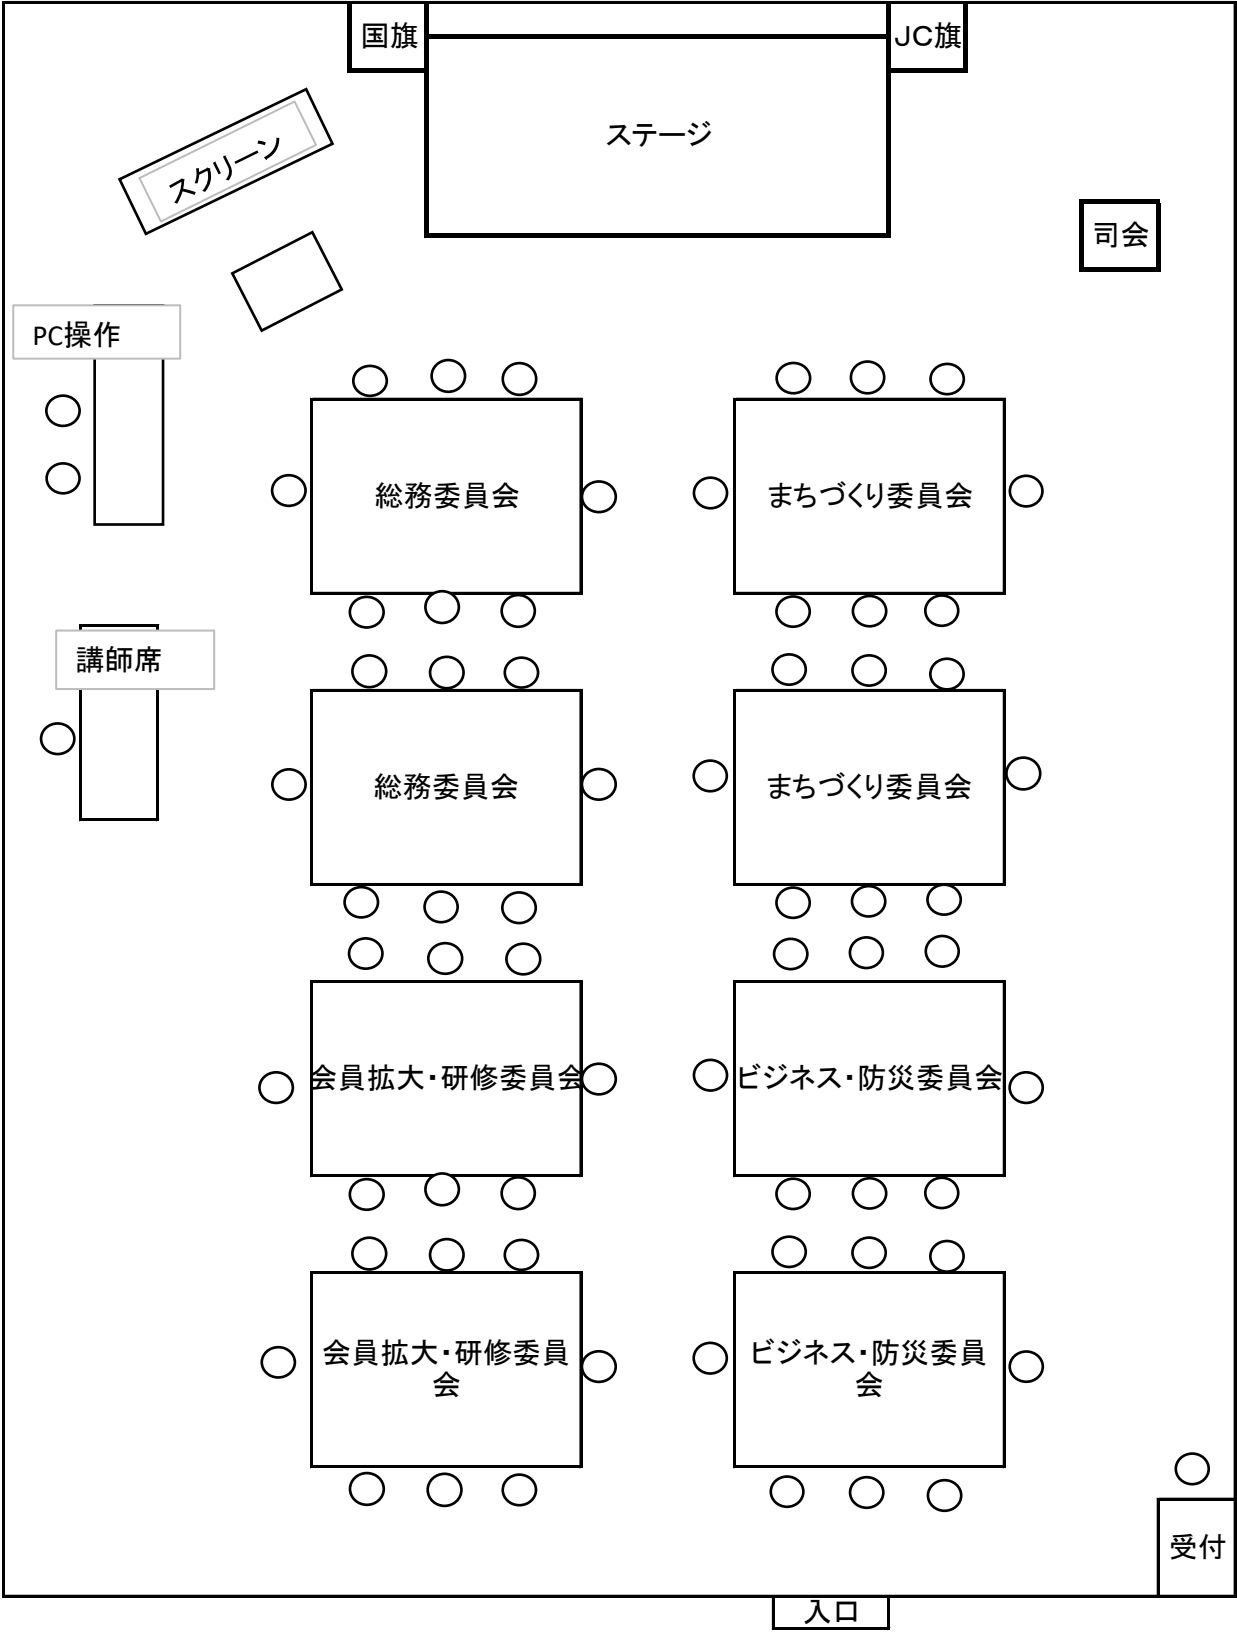 国旗
JC旗
ステージ
スクリーン
司会
PC操作
総務委員会
まちづくり委員会
講師席
総務委員会
まちづくり委員会
会員拡大・研修委員会
ビジネス・防災委員会
会員拡大・研修委員
会
ビジネス・防災委員
会
受付
入口